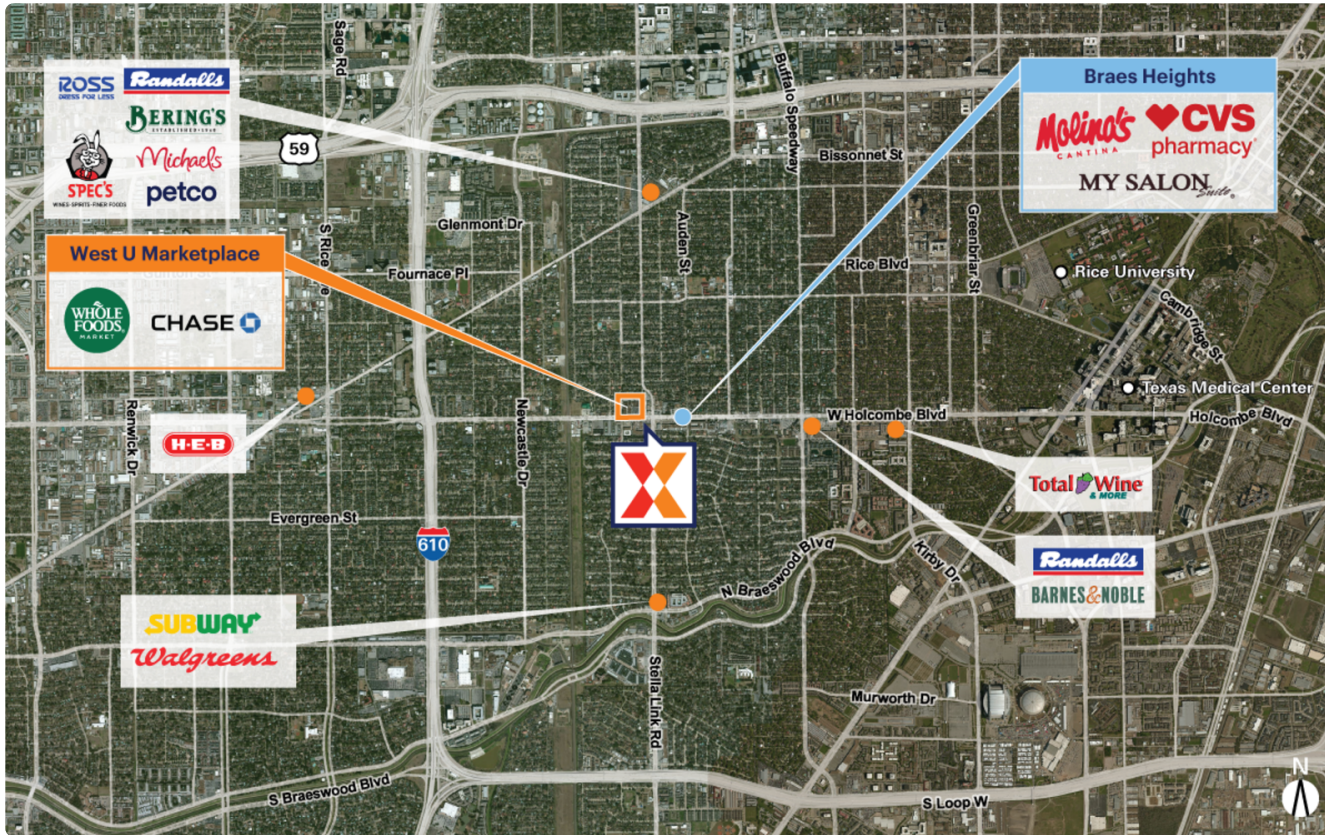 Sage Rd
ROSS
DRESS FOR LESS
Randalls
BERING'S
ESTABLISHED•1940
SPEC'S
WINES•SPIRITS•FINER FOODS
Michaels
petco
59
Buffalo Speedway
Bissonnet St
Braes Heights
Molina's
CANTINA
CVS
pharmacy
MY SALON
Suite
Auden St
Glenmont Dr
S Rice
Greenbriar St
West U Marketplace
WHOLE
FOODS
MARKET
CHASE
Fournace Pl
Rice Blvd
Rice University
Cambridge St
Texas Medical Center
Renwick Dr
H-E-B
Newcastle Dr
W Holcombe Blvd
Holcombe Blvd
Total Wine
& MORE
Evergreen St
610
X
N Braeswood Blvd
Kirby Dr
Randalls
BARNES&NOBLE
SUBWAY
Walgreens
Stella Link Rd
Murworth Dr
S Braeswood Blvd
S Loop W
N